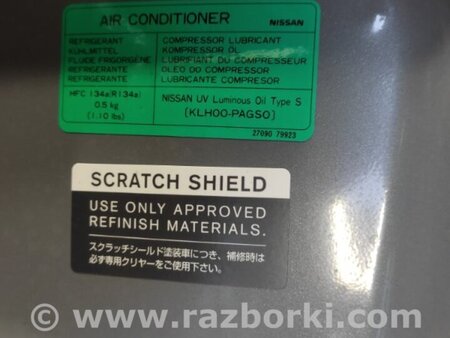 AIR CONDITIONER NISSAN
REFRIGERANT COMPRESSOR LUBRICANT
KUHLMITTEL KOMPRESSOR OL
FLUIDE FRIGORIGÈNE LUBRIFIANT DU COMPRESSEUR
REFRIGERANTE OLEO DO COMPRESSOR
REFRIGERANTE LUBRICANTE COMPRESOR
HFC 134a(R134a) NISSAN UV Luminous Oil Type S
0.5 kg (KLH00-PAGS0)
(1.10 lbs)
27090 79923
SCRATCH SHIELD
USE ONLY APPROVED
REFINISH MATERIALS.
スクラッチシールド塗装車につき、補修時は
必ず専用クリヤーをご使用下さい。
© www.razborki.com